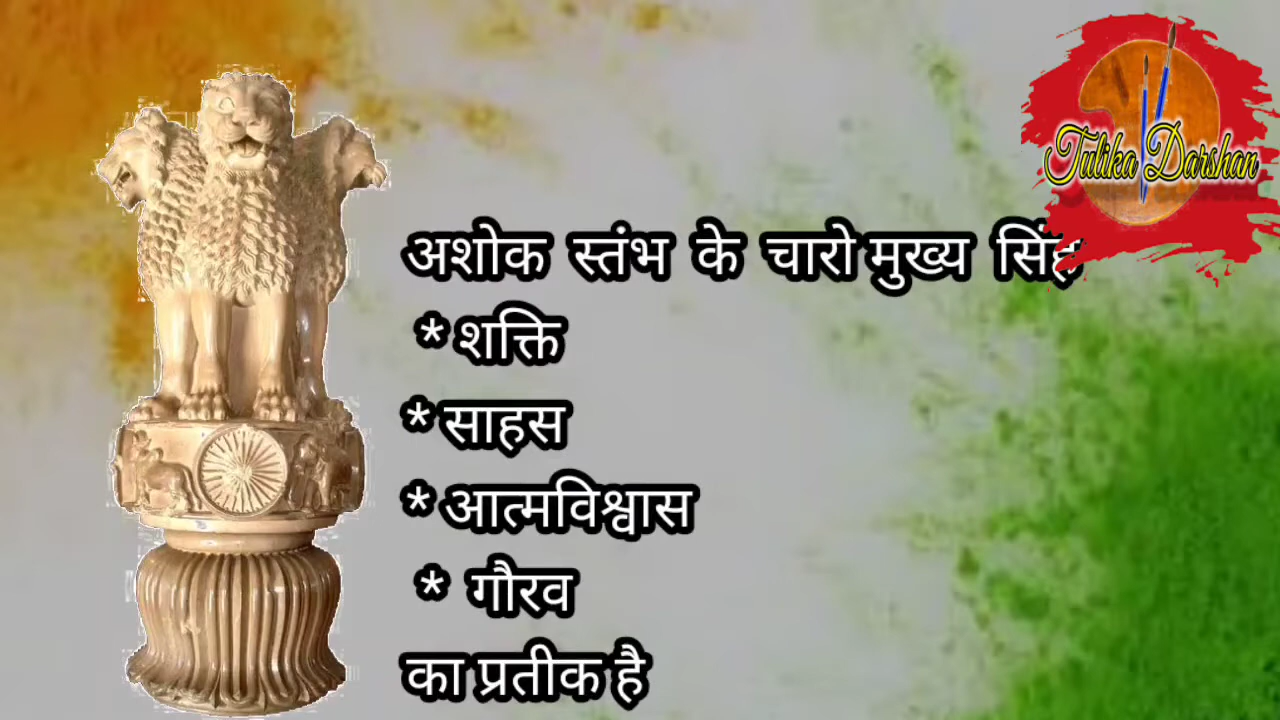 Tulika Darshan
अशोक स्तंभ के चारो मुख्य सिंह
* शक्ति
* साहस
* आत्मविश्वास
* गौरव
का प्रतीक है